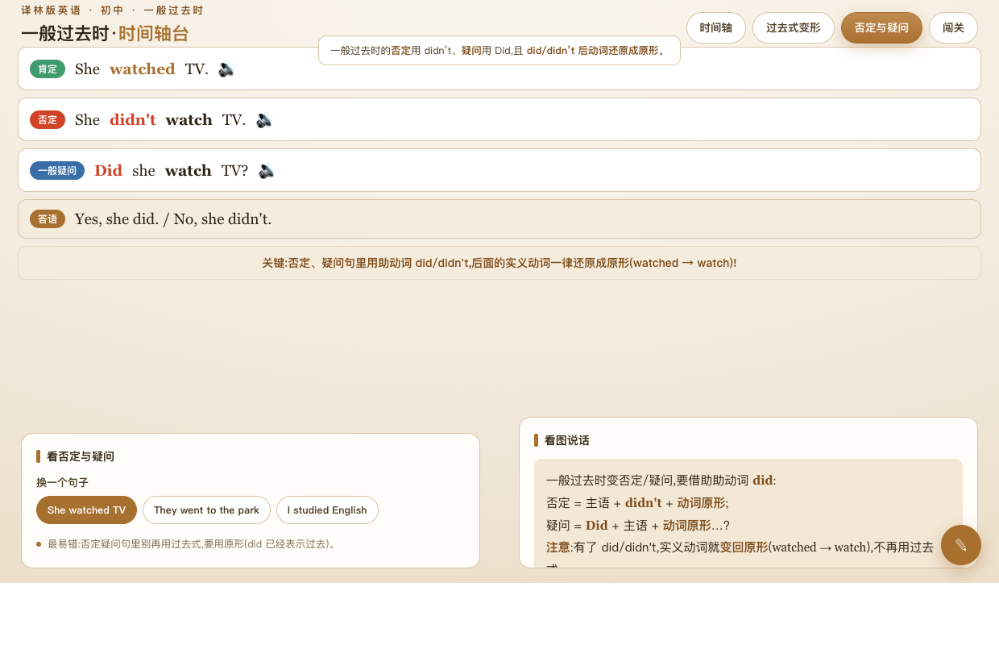 译林版英语 · 初中 · 一般过去时
一般过去时·时间轴台
时间轴
过去式变形
否定与疑问
闯关
一般过去时的否定用 didn't、疑问用 Did,且 did/didn't 后动词还原成原形。
肯定 She watched TV.
否定 She didn't watch TV.
一般疑问 Did she watch TV?
答语 Yes, she did. / No, she didn't.
关键:否定、疑问句里用助动词 did/didn't,后面的实义动词一律还原成原形(watched → watch)!
看否定与疑问
换一个句子
She watched TV
They went to the park
I studied English
最易错:否定疑问句里别再用过去式,要用原形(did 已经表示过去)。
看图说话
一般过去时变否定/疑问,要借助助动词 did:
否定 = 主语 + didn't + 动词原形;
疑问 = Did + 主语 + 动词原形…?
注意:有了 did/didn't,实义动词就变回原形(watched → watch),不再用过去